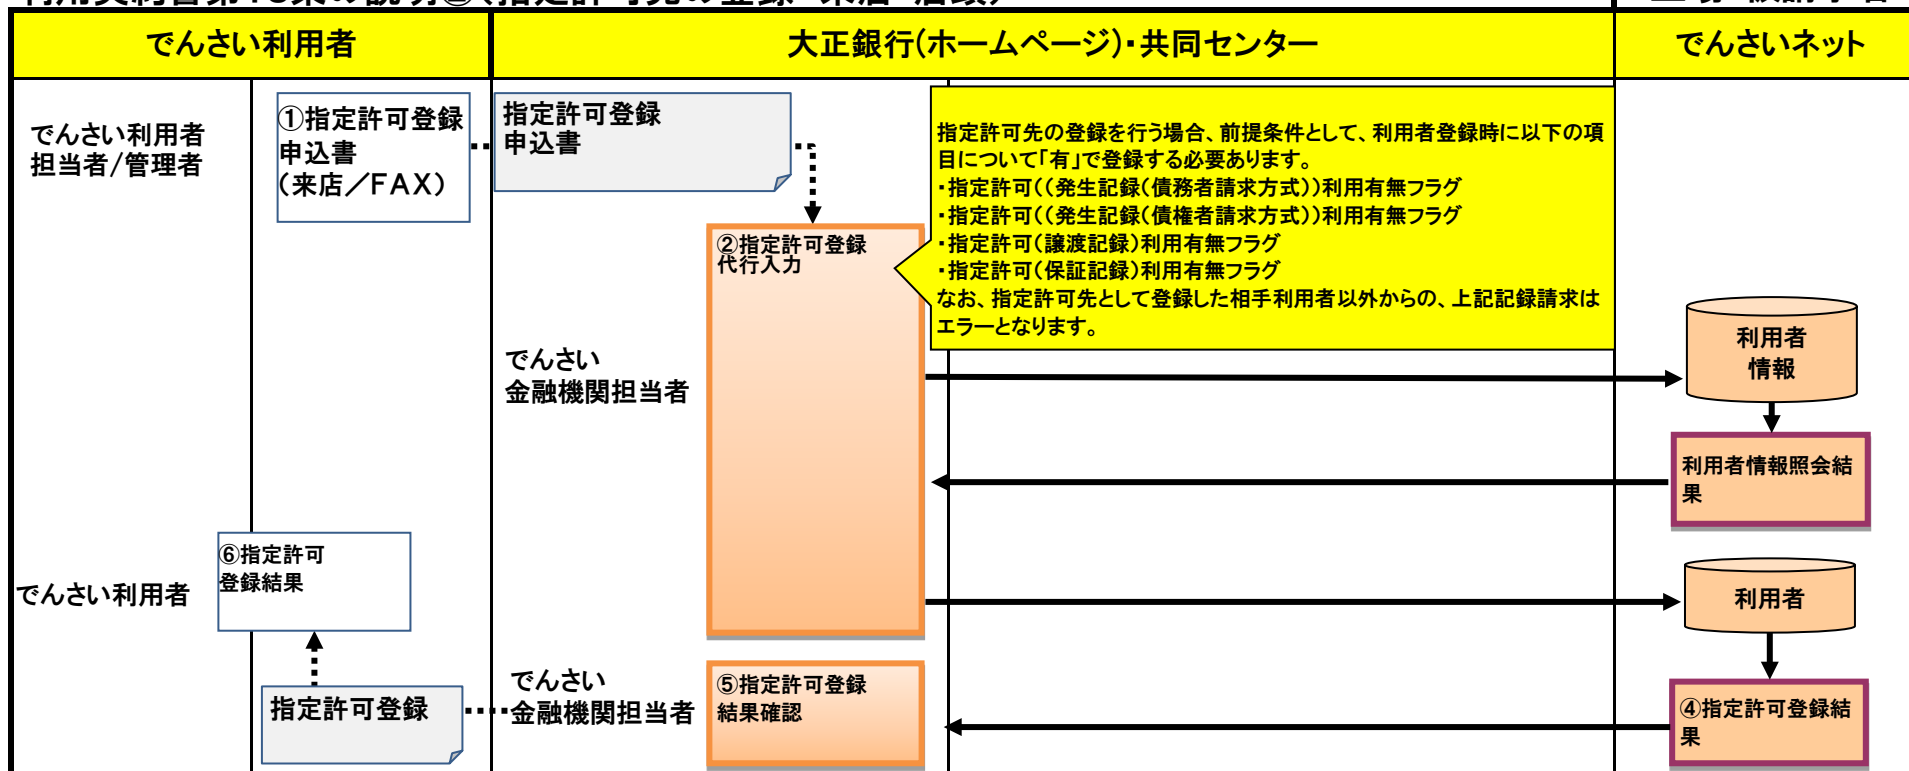 でんさい利用者
大正銀行(ホームページ)・共同センター
でんさいネット
でんさい利用者
担当者/管理者
①指定許可登録
申込書
（来店／FAX）
指定許可登録
申込書
指定許可先の登録を行う場合、前提条件として、利用者登録時に以下の項
目について「有」で登録する必要あります。
・指定許可((発生記録(債務者請求方式))利用有無フラグ
・指定許可((発生記録(債権者請求方式))利用有無フラグ
・指定許可(譲渡記録)利用有無フラグ
・指定許可(保証記録)利用有無フラグ
なお、指定許可先として登録した相手利用者以外からの、上記記録請求は
エラーとなります。
②指定許可登録
代行入力
でんさい
金融機関担当者
利用者
情報
利用者情報照会結
果
⑥指定許可
登録結果
でんさい利用者
利用者
指定許可登録
でんさい
金融機関担当者
⑤指定許可登録
結果確認
④指定許可登録結
果